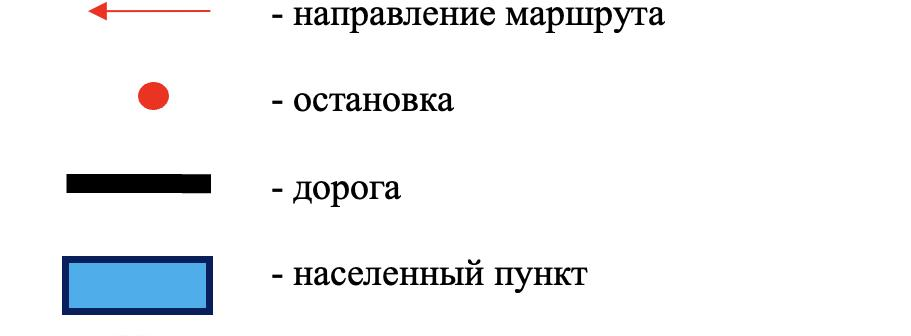 - направление маршрута
- остановка
- дорога
- населенный пункт